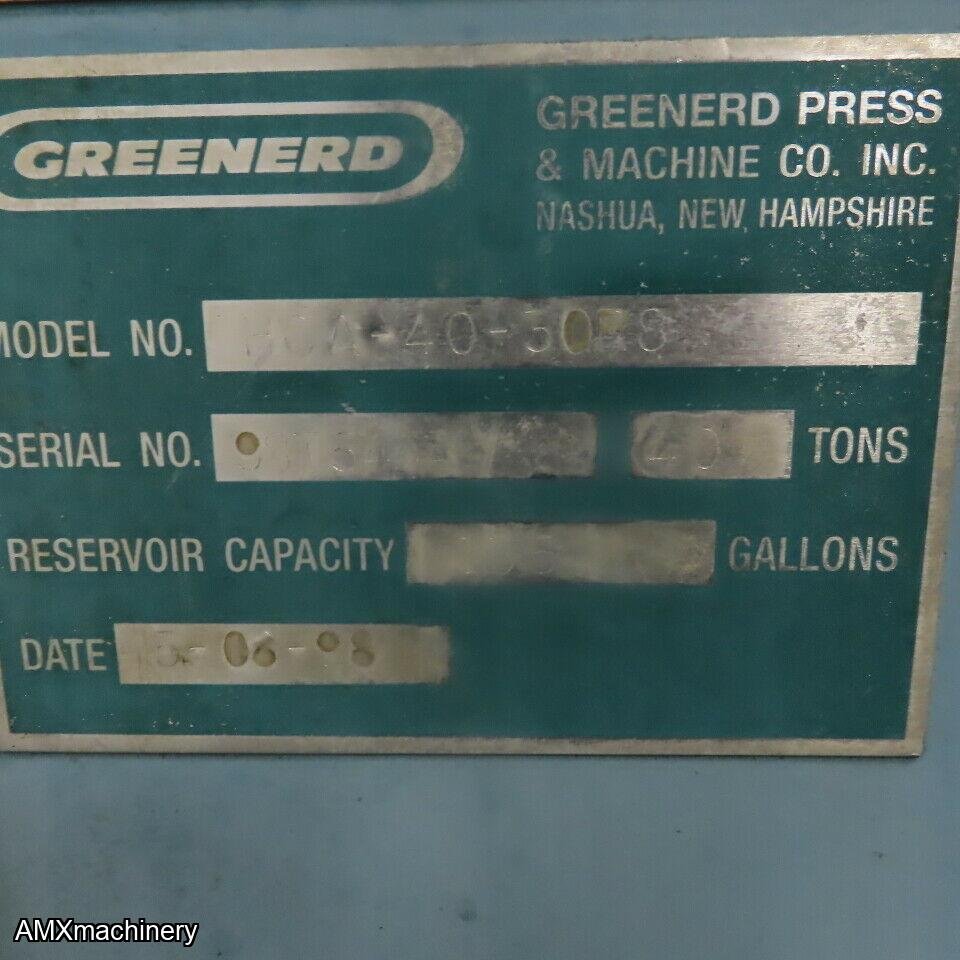 GREENERD
GREENERD PRESS
& MACHINE CO. INC.
NASHUA, NEW HAMPSHIRE
MODEL NO.
SERIAL NO. 40 TONS
RESERVOIR CAPACITY GALLONS
DATE
AMXmachinery